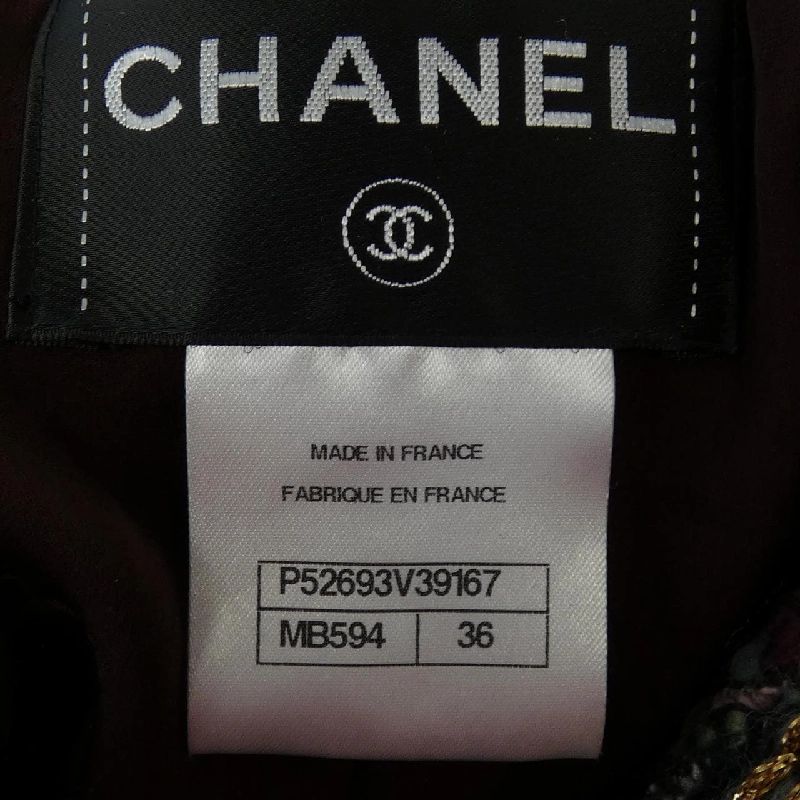 CHANEL
MADE IN FRANCE
FABRIQUE EN FRANCE
P52693V39167
MB594 36